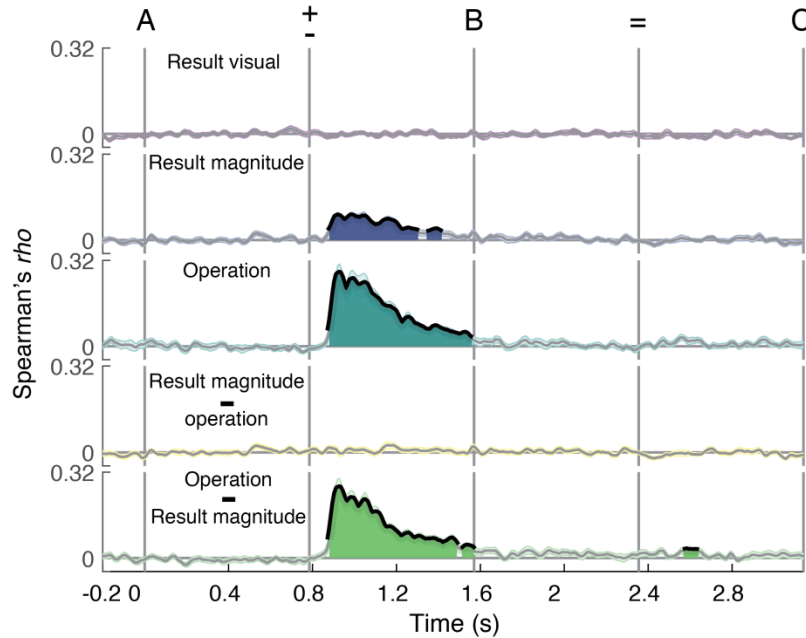 A + B = C
-
0.32
Result visual
0
0.32
Result magnitude
0
0.32
Operation
0
0.32
Result magnitude
-
operation
0
0.32
Operation
-
Result magnitude
0
-0.2 0 0.4 0.8 1.2 1.6 2 2.4 2.8
Time (s)
Spearman's rho